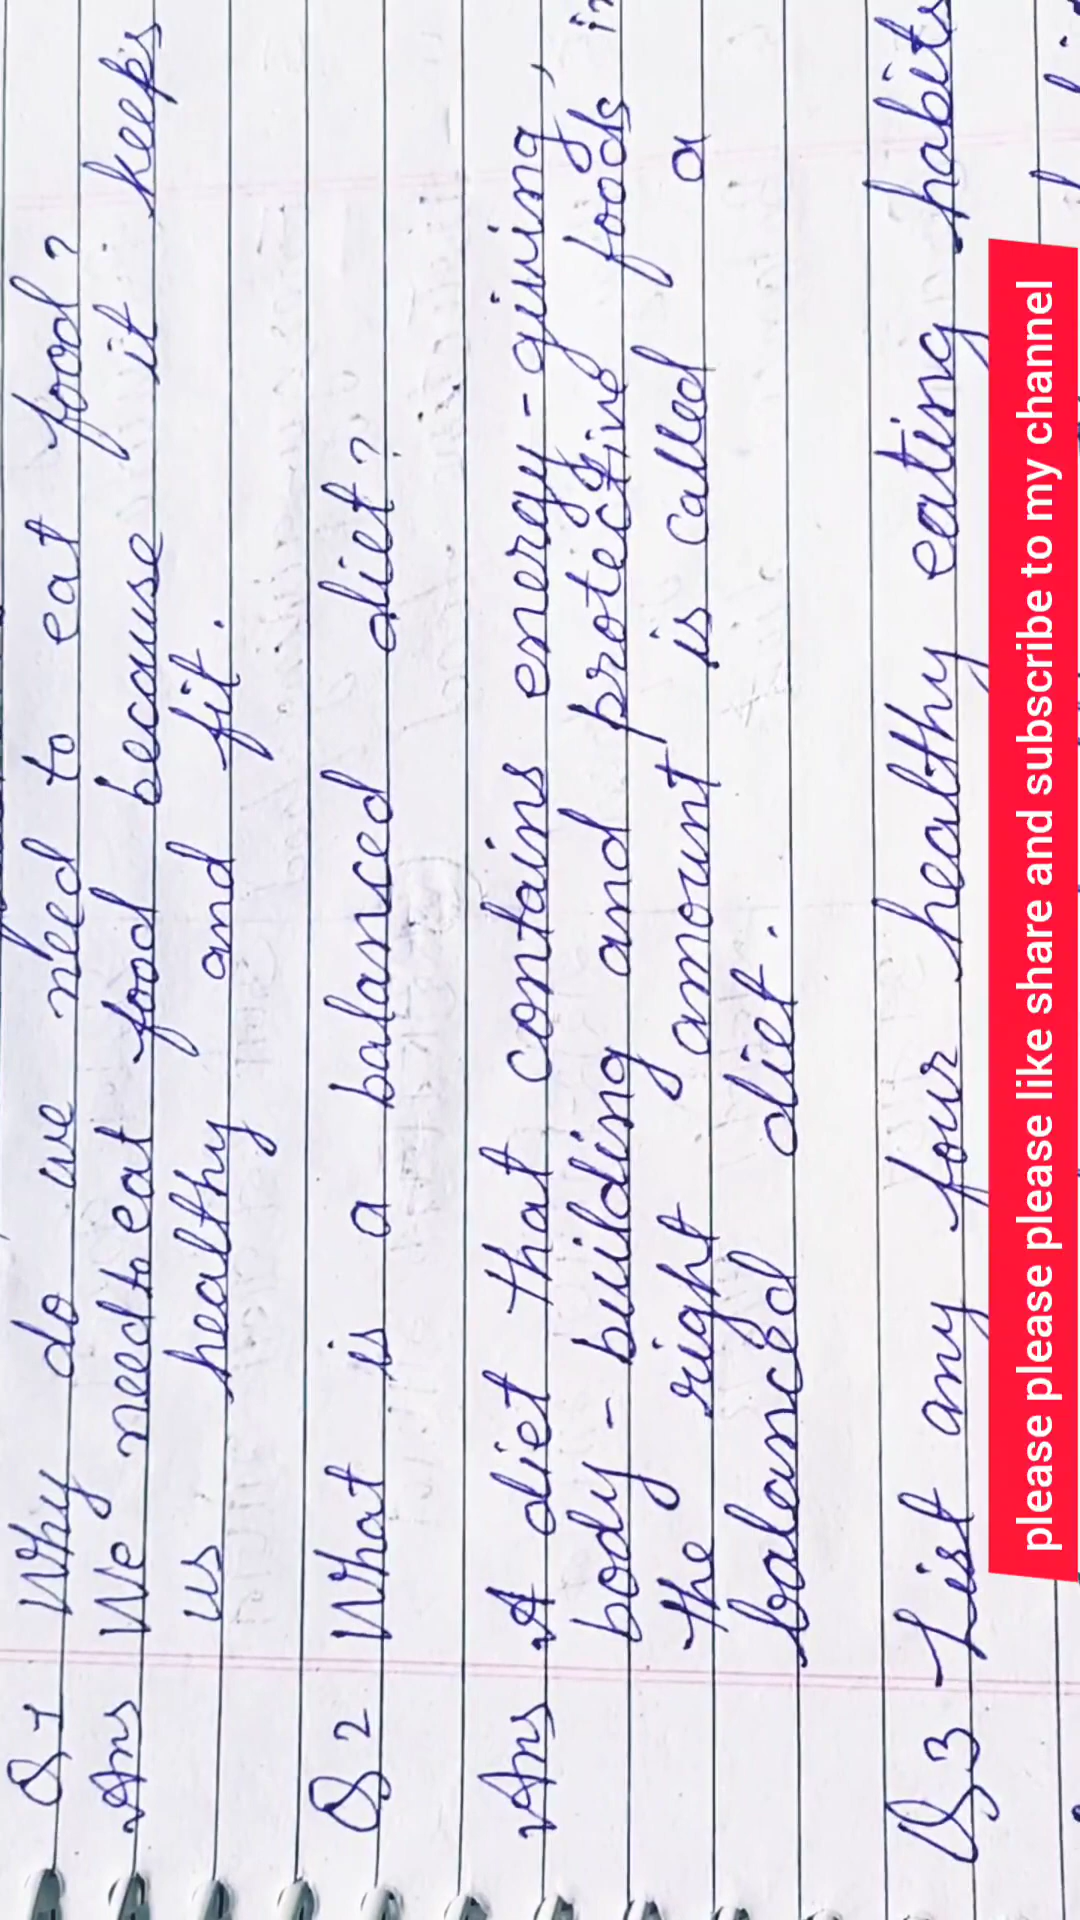 Q 1 Why do we need to eat food?
Ans We need to eat food because it keeps
us healthy and fit.
Q 2 What is a balanced diet?
Ans A diet that contains energy-giving,
body-building and protective foods in
the right amount is called a
balanced diet.
Q 3 List any four healthy eating habits
please please please like share and subscribe to my channel